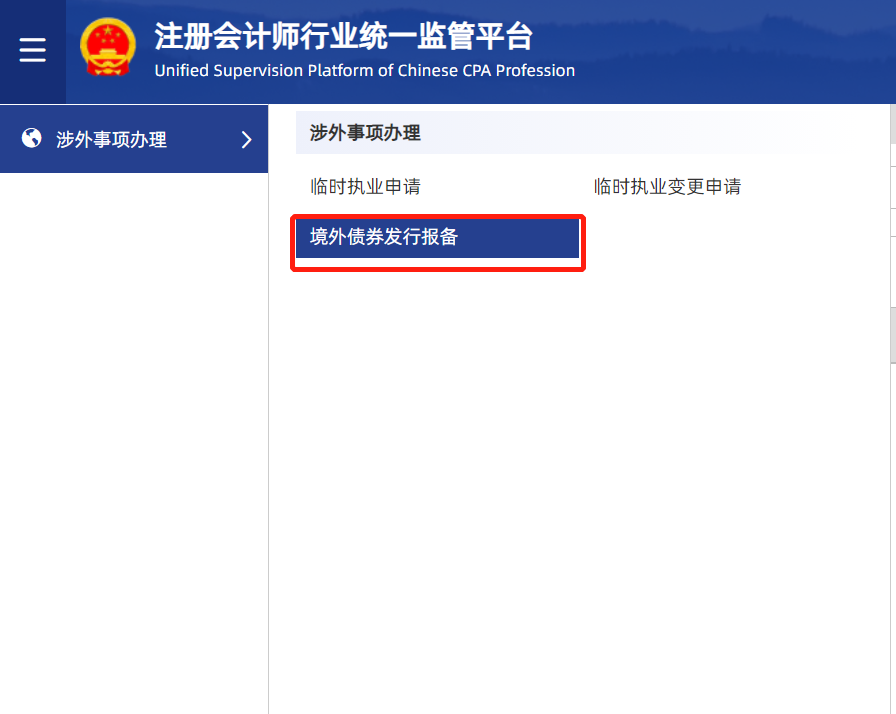 注册会计师行业统一监管平台
Unified Supervision Platform of Chinese CPA Profession
涉外事项办理
涉外事项办理
临时执业申请
临时执业变更申请
境外债券发行报备